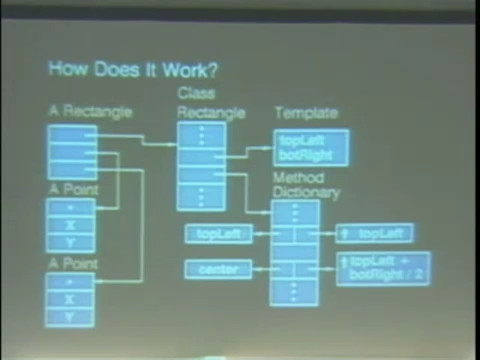 How Does It Work?
A Rectangle
Class
Rectangle
Template
topLeft
botRight
Method
Dictionary
A Point
X
Y
A Point
X
Y
topLeft
↑ topLeft
center
↑ topLeft +
botRight / 2